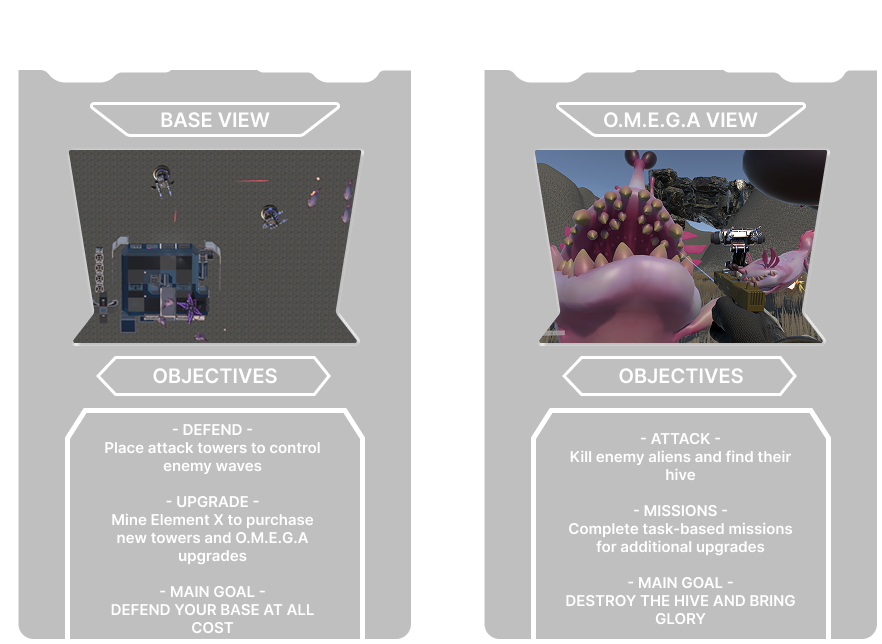 BASE VIEW
OBJECTIVES
- DEFEND -
Place attack towers to control
enemy waves
- UPGRADE -
Mine Element X to purchase
new towers and O.M.E.G.A
upgrades
- MAIN GOAL -
DEFEND YOUR BASE AT ALL
COST
O.M.E.G.A VIEW
OBJECTIVES
- ATTACK -
Kill enemy aliens and find their
hive
- MISSIONS -
Complete task-based missions
for additional upgrades
- MAIN GOAL -
DESTROY THE HIVE AND BRING
GLORY